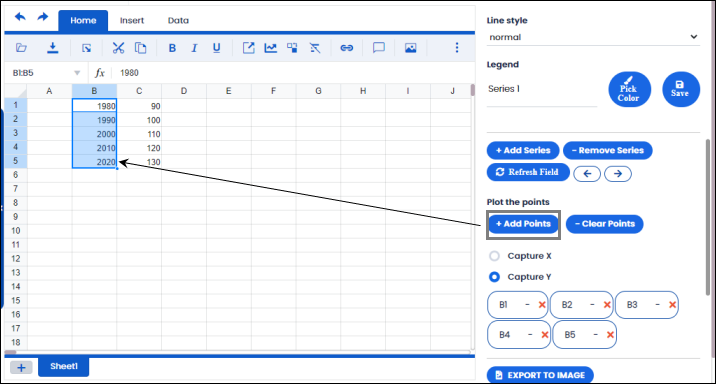 Home Insert Data
B I U
B1:B5 fx 1980
A B C D E F G H I J
1 1980 90
2 1990 100
3 2000 110
4 2010 120
5 2020 130
6
7
8
9
10
11
12
13
14
15
16
17
18
+ Sheet1
Line style
normal
Legend
Series 1
Pick
Color
Save
+ Add Series
- Remove Series
Refresh Field
Plot the points
+ Add Points
- Clear Points
Capture X
Capture Y
B1 - × B2 - × B3 - ×
B4 - × B5 - ×
EXPORT TO IMAGE